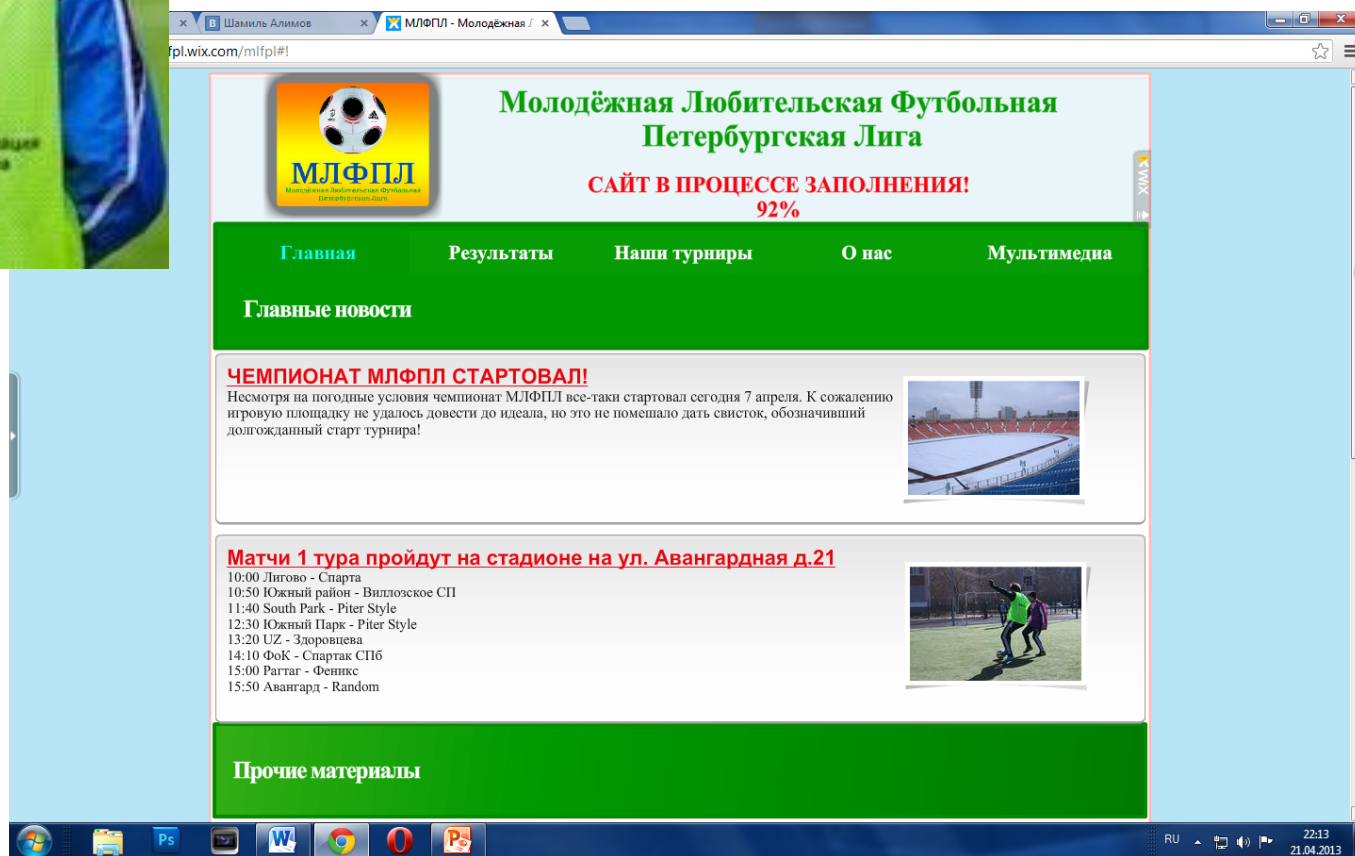 Шамиль Алимов
МЛФПЛ - Молодёжная Л
fpl.wix.com/mlfpl#!
МЛФПЛ
Молодёжная Любительская Футбольная
Петербургская Лига.
Молодёжная Любительская Футбольная
Петербургская Лига
САЙТ В ПРОЦЕССЕ ЗАПОЛНЕНИЯ!
92%
WiX
Главная
Результаты
Наши турниры
О нас
Мультимедиа
Главные новости
ЧЕМПИОНАТ МЛФПЛ СТАРТОВАЛ!
Несмотря на погодные условия чемпионат МЛФПЛ все-таки стартовал сегодня 7 апреля. К сожалению
игровую площадку не удалось довести до идеала, но это не помешало дать свисток, обозначивший
долгожданный старт турнира!
Матчи 1 тура пройдут на стадионе на ул. Авангардная д.21
10:00 Лигово - Спарта
10:50 Южный район - Виллозское СП
11:40 South Park - Piter Style
12:30 Южный Парк - Piter Style
13:20 UZ - Здоровцева
14:10 ФоК - Спартак СПб
15:00 Рагтаг - Феникс
15:50 Авангард - Random
Прочие материалы
Ps
RU
22:13
21.04.2013